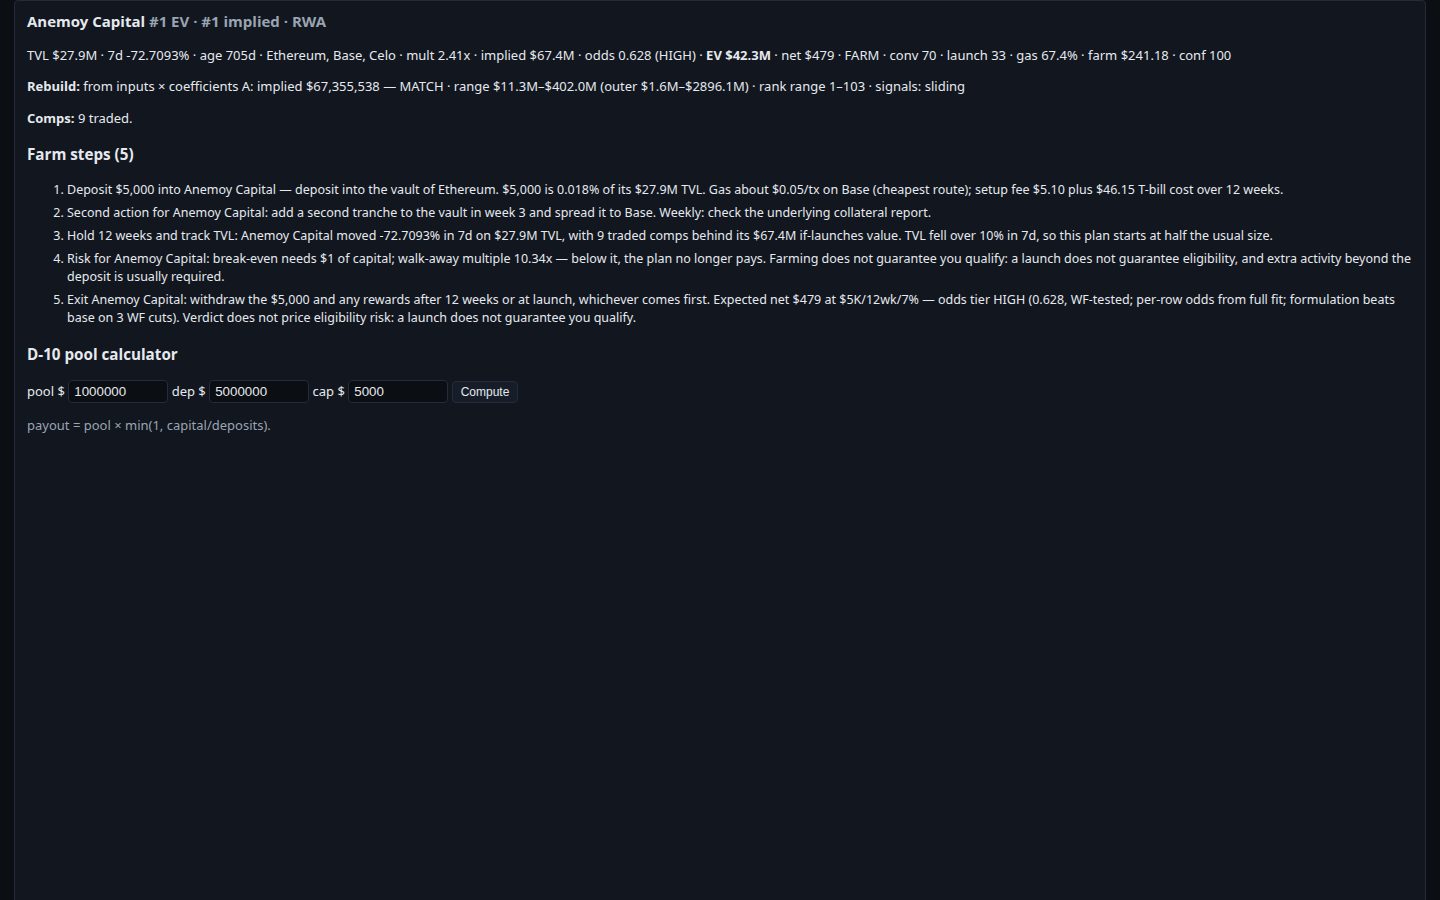 Anemoy Capital #1 EV · #1 implied · RWA
TVL $27.9M · 7d -72.7093% · age 705d · Ethereum, Base, Celo · mult 2.41x · implied $67.4M · odds 0.628 (HIGH) · EV $42.3M · net $479 · FARM · conv 70 · launch 33 · gas 67.4% · farm $241.18 · conf 100
Rebuild: from inputs × coefficients A: implied $67,355,538 — MATCH · range $11.3M–$402.0M (outer $1.6M–$2896.1M) · rank range 1–103 · signals: sliding
Comps: 9 traded.
Farm steps (5)
1. Deposit $5,000 into Anemoy Capital — deposit into the vault of Ethereum. $5,000 is 0.018% of its $27.9M TVL. Gas about $0.05/tx on Base (cheapest route); setup fee $5.10 plus $46.15 T-bill cost over 12 weeks.
2. Second action for Anemoy Capital: add a second tranche to the vault in week 3 and spread it to Base. Weekly: check the underlying collateral report.
3. Hold 12 weeks and track TVL: Anemoy Capital moved -72.7093% in 7d on $27.9M TVL, with 9 traded comps behind its $67.4M if-launches value. TVL fell over 10% in 7d, so this plan starts at half the usual size.
4. Risk for Anemoy Capital: break-even needs $1 of capital; walk-away multiple 10.34x — below it, the plan no longer pays. Farming does not guarantee you qualify: a launch does not guarantee eligibility, and extra activity beyond the
deposit is usually required.
5. Exit Anemoy Capital: withdraw the $5,000 and any rewards after 12 weeks or at launch, whichever comes first. Expected net $479 at $5K/12wk/7% — odds tier HIGH (0.628, WF-tested; per-row odds from full fit; formulation beats
base on 3 WF cuts). Verdict does not price eligibility risk: a launch does not guarantee you qualify.
D-10 pool calculator
pool $ 1000000 dep $ 5000000 cap $ 5000 Compute
payout = pool × min(1, capital/deposits).